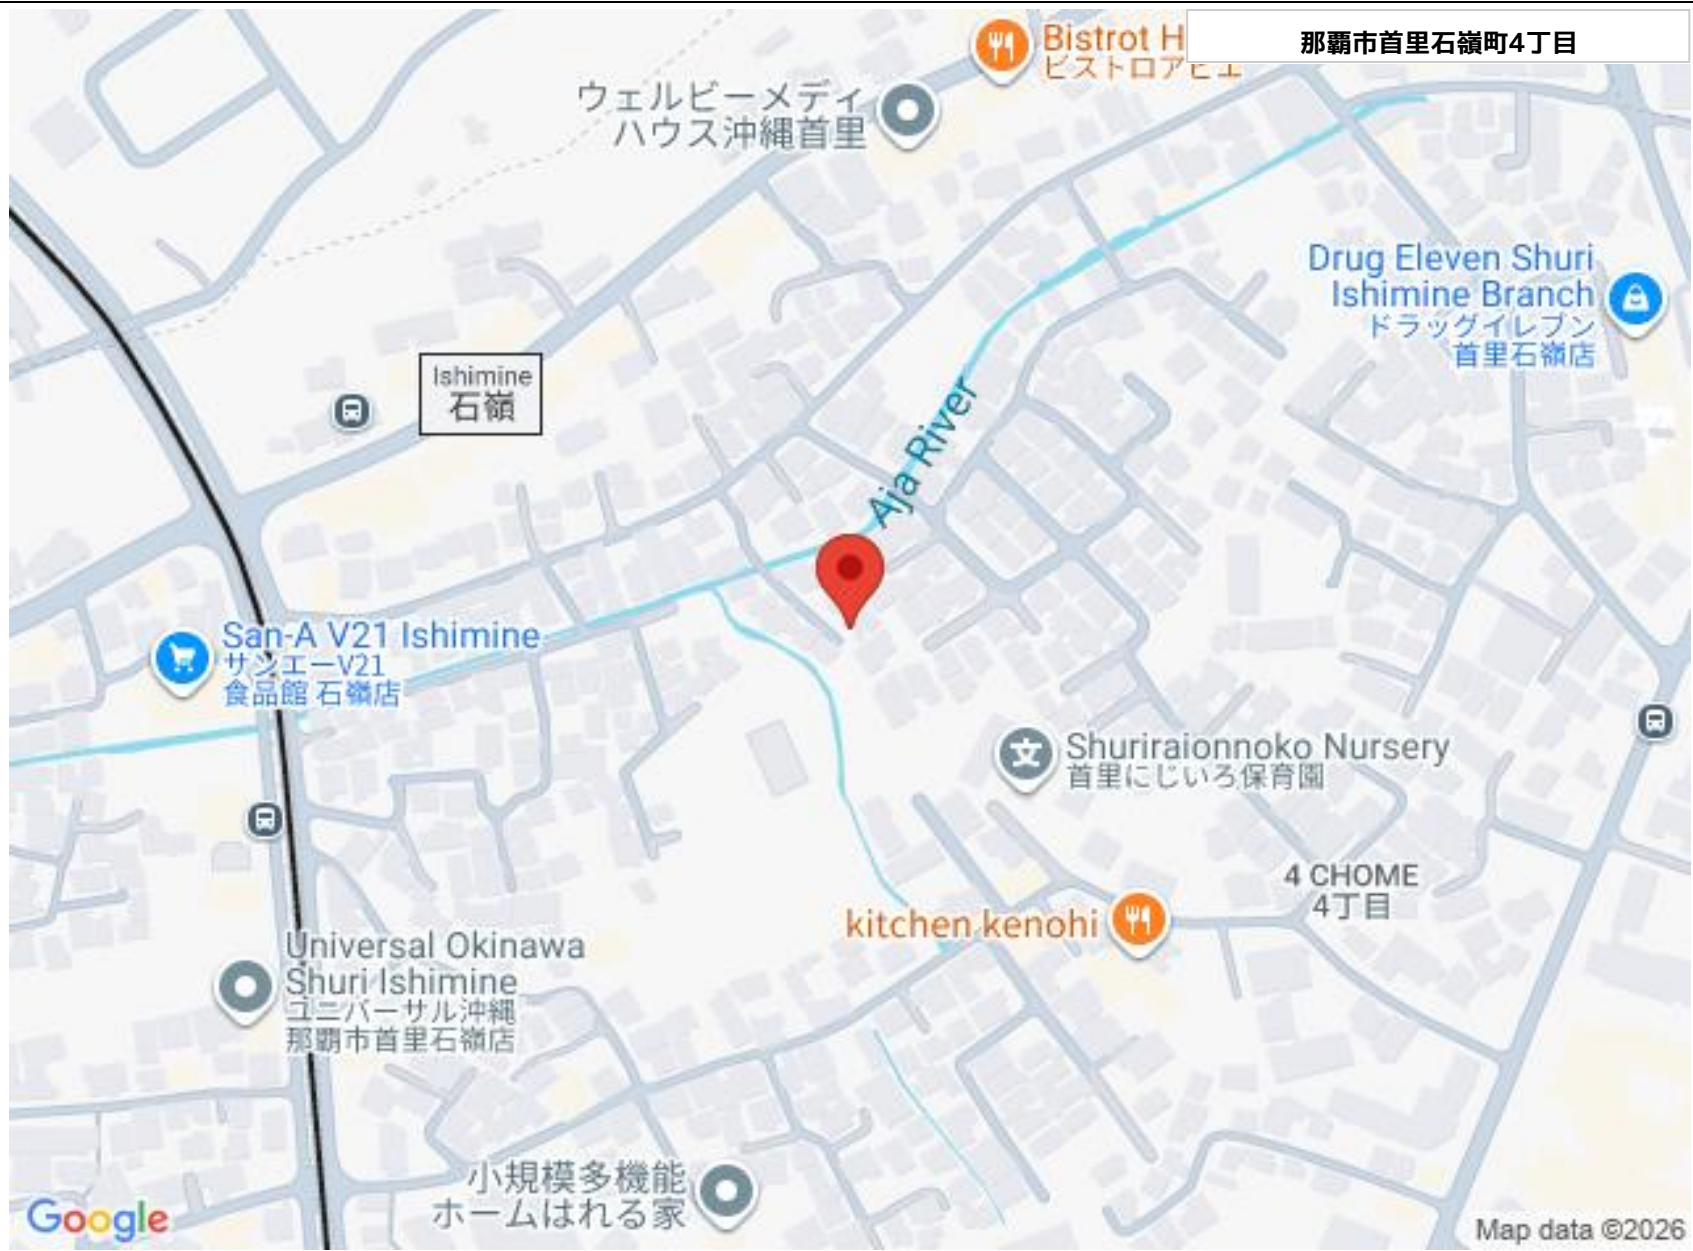 那覇市首里石嶺町4丁目
Bistrot H
ビストロアビエ
ウェルビーメディ
ハウス沖縄首里
Drug Eleven Shuri
Ishimine Branch
ドラッグイレブン
首里石嶺店
Ishimine
石嶺
Aja River
San-A V21 Ishimine
サンエーV21
食品館 石嶺店
Shuriraionnoko Nursery
首里にじいろ保育園
4 CHOME
4丁目
kitchen kenohi
Universal Okinawa
Shuri Ishimine
ユニバーサル沖縄
那覇市首里石嶺店
小規模多機能
ホームはれる家
Google
Map data ©2026